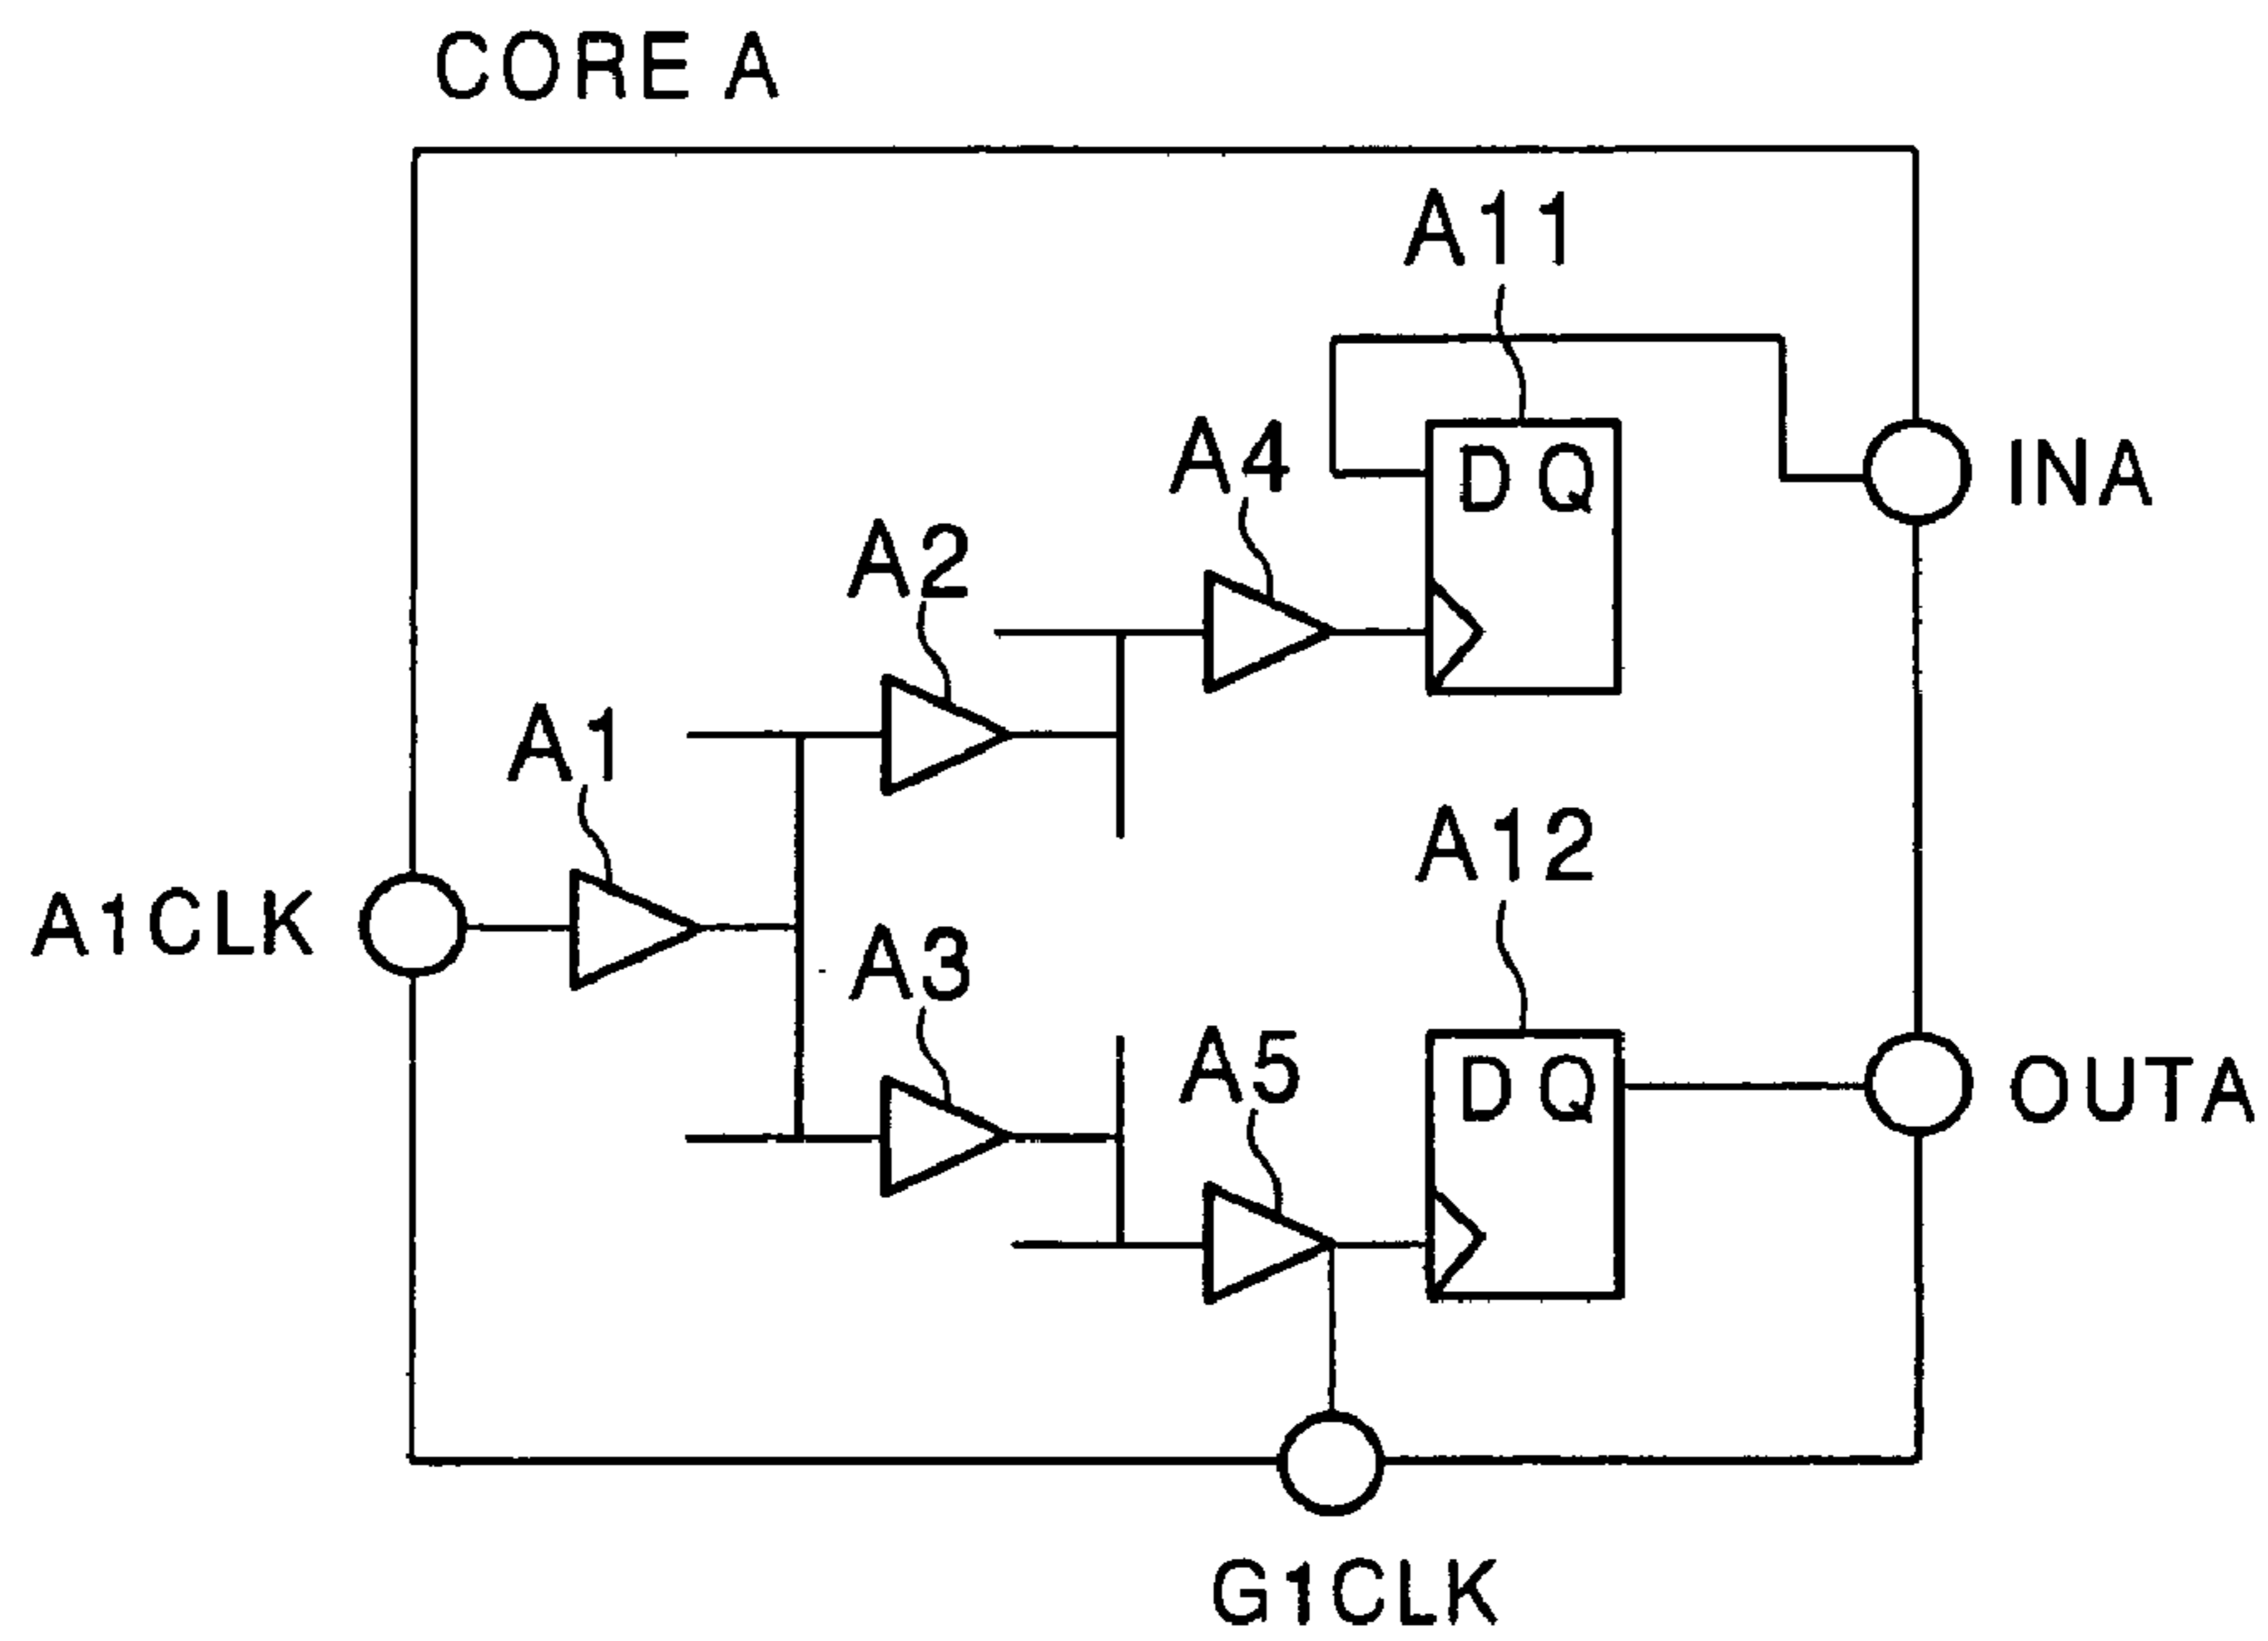 CORE A
A11
A4
D Q
INA
A2
A1
A12
A1CLK
A3
A5
D Q
OUTA
G1CLK